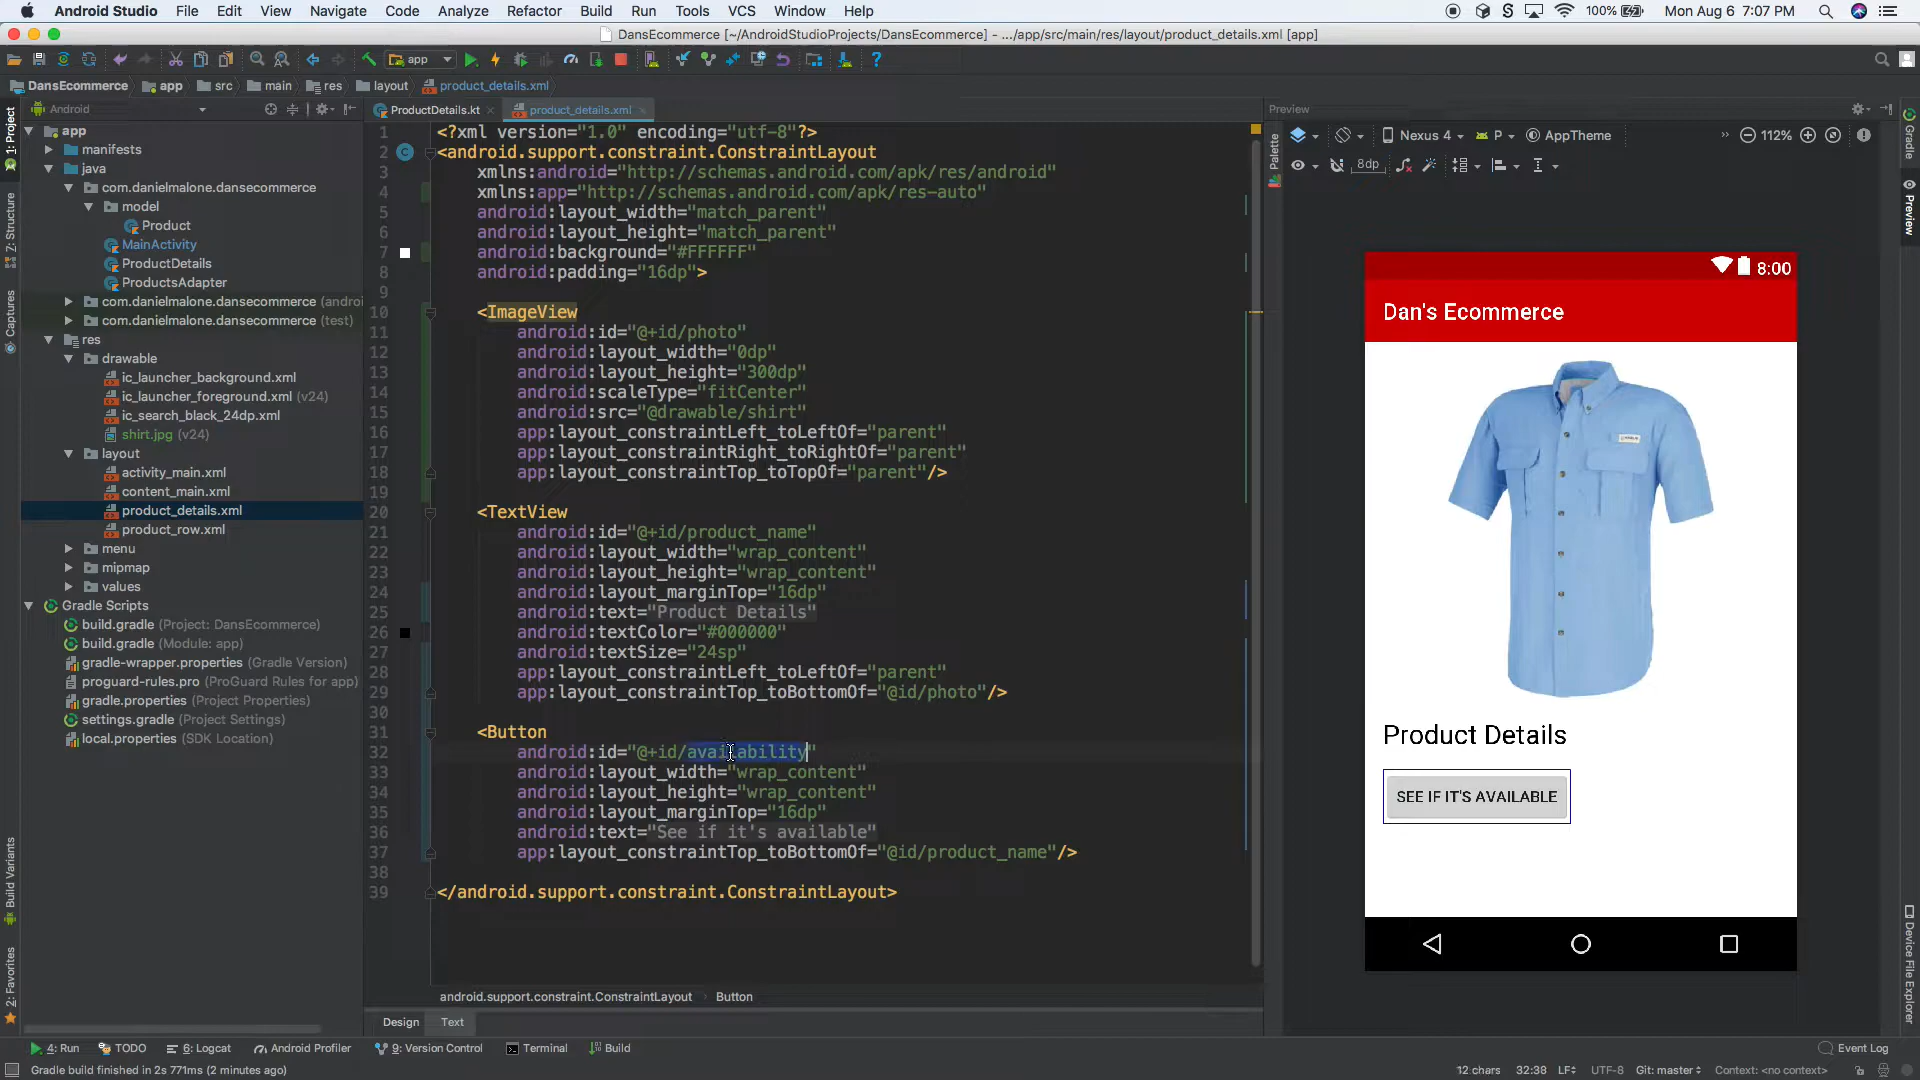 Android Studio File Edit View Navigate Code Analyze Refactor Build Run Tools VCS Window Help 100% Mon Aug 6 7:07 PM
DansEcommerce [~/AndroidStudioProjects/DansEcommerce] - .../app/src/main/res/layout/product_details.xml [app]
app
DansEcommerce app src main res layout product_details.xml
Android
ProductDetails.kt product_details.xml
Preview
1: Project
Z: Structure
Captures
Build Variants
2: Favorites
app
manifests
java
com.danielmalone.dansecommerce
model
Product
MainActivity
ProductDetails
ProductsAdapter
com.danielmalone.dansecommerce (androi
com.danielmalone.dansecommerce (test)
res
drawable
ic_launcher_background.xml
ic_launcher_foreground.xml (v24)
ic_search_black_24dp.xml
shirt.jpg (v24)
layout
activity_main.xml
content_main.xml
product_details.xml
product_row.xml
menu
mipmap
values
Gradle Scripts
build.gradle (Project: DansEcommerce)
build.gradle (Module: app)
gradle-wrapper.properties (Gradle Version)
proguard-rules.pro (ProGuard Rules for app)
gradle.properties (Project Properties)
settings.gradle (Project Settings)
local.properties (SDK Location)
1 <?xml version="1.0" encoding="utf-8"?>
2 <android.support.constraint.ConstraintLayout
3 xmlns:android="http://schemas.android.com/apk/res/android"
4 xmlns:app="http://schemas.android.com/apk/res-auto"
5 android:layout_width="match_parent"
6 android:layout_height="match_parent"
7 android:background="#FFFFFF"
8 android:padding="16dp">
9
10 <ImageView
11 android:id="@+id/photo"
12 android:layout_width="0dp"
13 android:layout_height="300dp"
14 android:scaleType="fitCenter"
15 android:src="@drawable/shirt"
16 app:layout_constraintLeft_toLeftOf="parent"
17 app:layout_constraintRight_toRightOf="parent"
18 app:layout_constraintTop_toTopOf="parent"/>
19
20 <TextView
21 android:id="@+id/product_name"
22 android:layout_width="wrap_content"
23 android:layout_height="wrap_content"
24 android:layout_marginTop="16dp"
25 android:text="Product Details"
26 android:textColor="#000000"
27 android:textSize="24sp"
28 app:layout_constraintLeft_toLeftOf="parent"
29 app:layout_constraintTop_toBottomOf="@id/photo"/>
30
31 <Button
32 android:id="@+id/availability"
33 android:layout_width="wrap_content"
34 android:layout_height="wrap_content"
35 android:layout_marginTop="16dp"
36 android:text="See if it's available"
37 app:layout_constraintTop_toBottomOf="@id/product_name"/>
38
39 </android.support.constraint.ConstraintLayout>
android.support.constraint.ConstraintLayout › Button
Design Text
Palette
Nexus 4 P AppTheme 112%
8dp
8:00
Dan's Ecommerce
Product Details
SEE IF IT'S AVAILABLE
Gradle
Preview
Device File Explorer
4: Run TODO 6: Logcat Android Profiler 9: Version Control Terminal Build Event Log
Gradle build finished in 2s 771ms (2 minutes ago) 12 chars 32:38 LF UTF-8 Git: master Context: <no context>